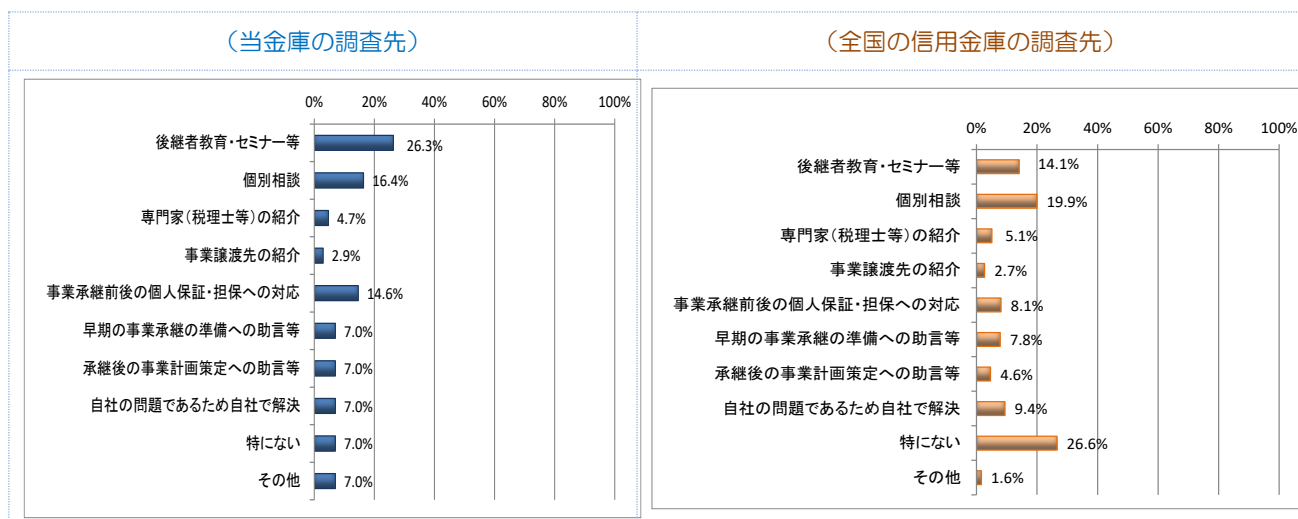 (当金庫の調査先)
0% 20% 40% 60% 80% 100%
後継者教育・セミナー等 26.3%
個別相談 16.4%
専門家(税理士等)の紹介 4.7%
事業譲渡先の紹介 2.9%
事業承継前後の個人保証・担保への対応 14.6%
早期の事業承継の準備への助言等 7.0%
承継後の事業計画策定への助言等 7.0%
自社の問題であるため自社で解決 7.0%
特にない 7.0%
その他 7.0%
(全国の信用金庫の調査先)
0% 20% 40% 60% 80% 100%
後継者教育・セミナー等 14.1%
個別相談 19.9%
専門家(税理士等)の紹介 5.1%
事業譲渡先の紹介 2.7%
事業承継前後の個人保証・担保への対応 8.1%
早期の事業承継の準備への助言等 7.8%
承継後の事業計画策定への助言等 4.6%
自社の問題であるため自社で解決 9.4%
特にない 26.6%
その他 1.6%